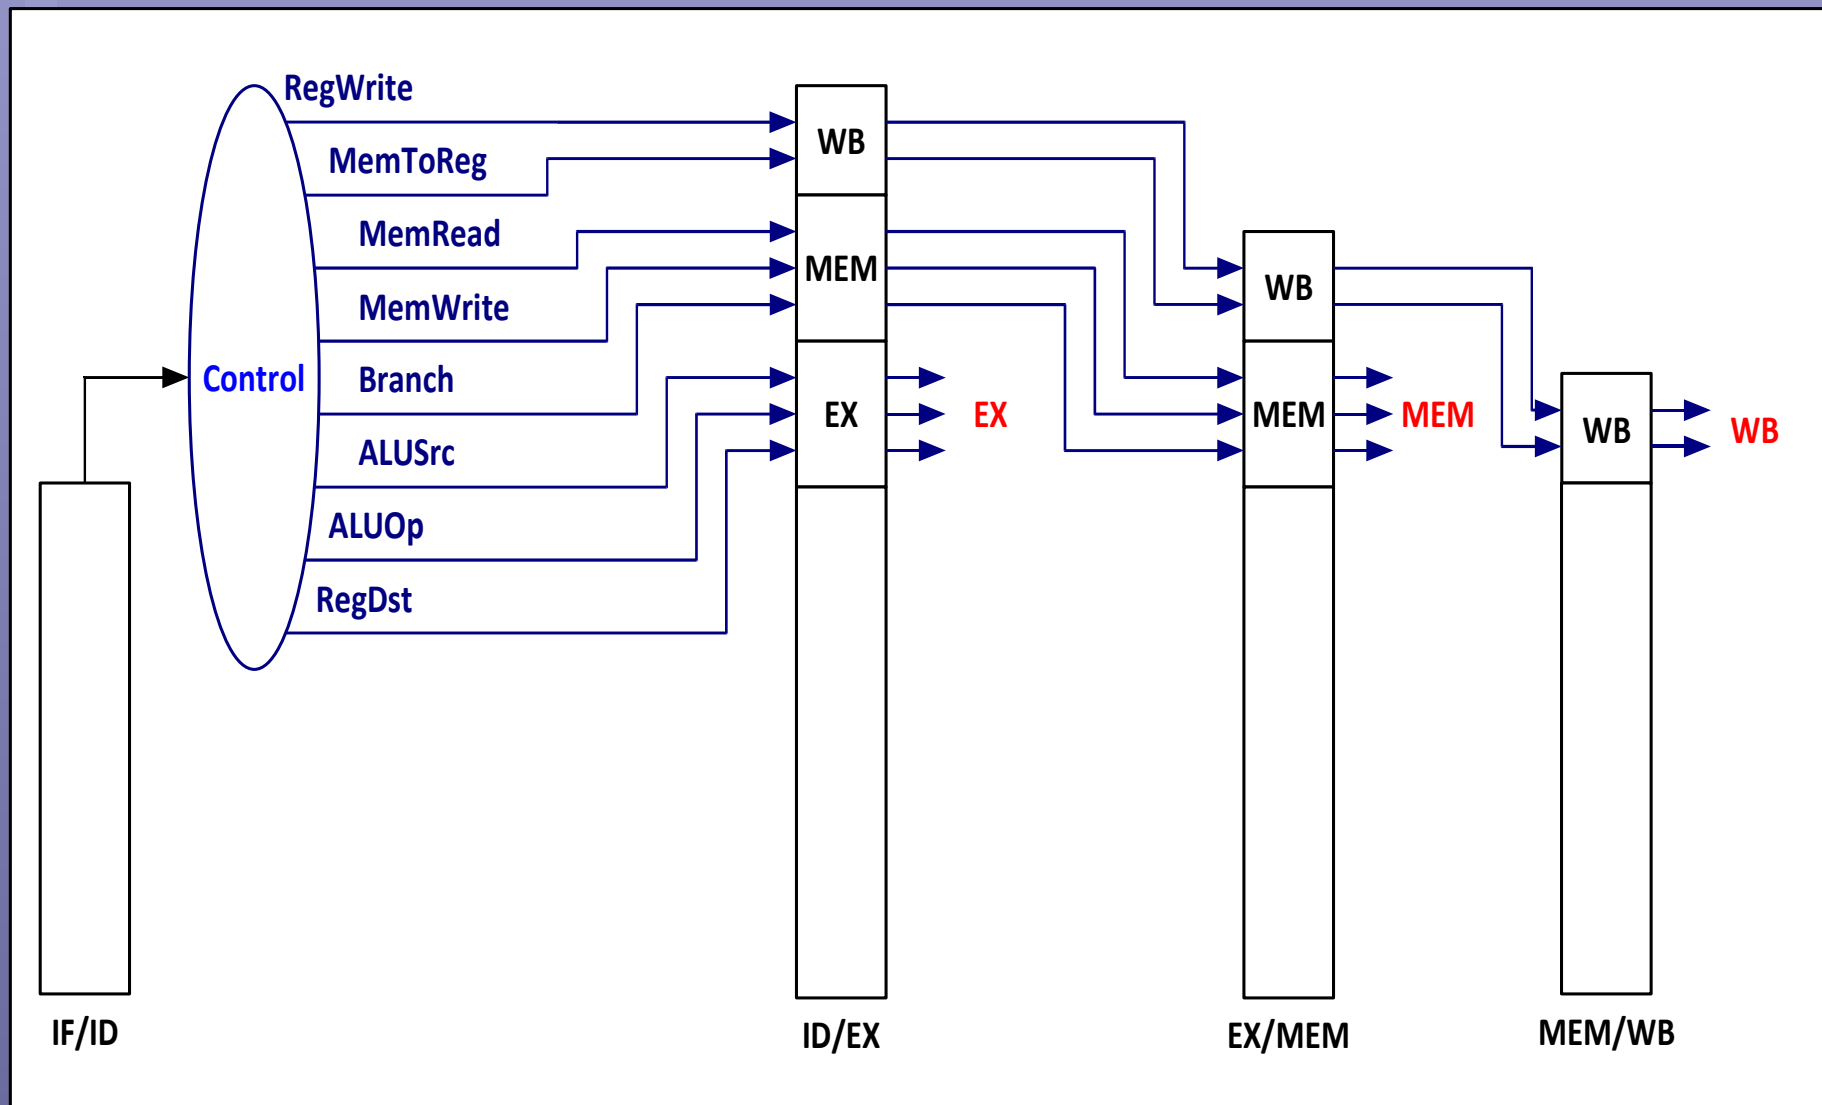 RegWrite
MemToReg
MemRead
MemWrite
Control
Branch
ALUSrc
ALUOp
RegDst
WB
MEM
EX
EX
WB
MEM
MEM
WB
WB
IF/ID
ID/EX
EX/MEM
MEM/WB